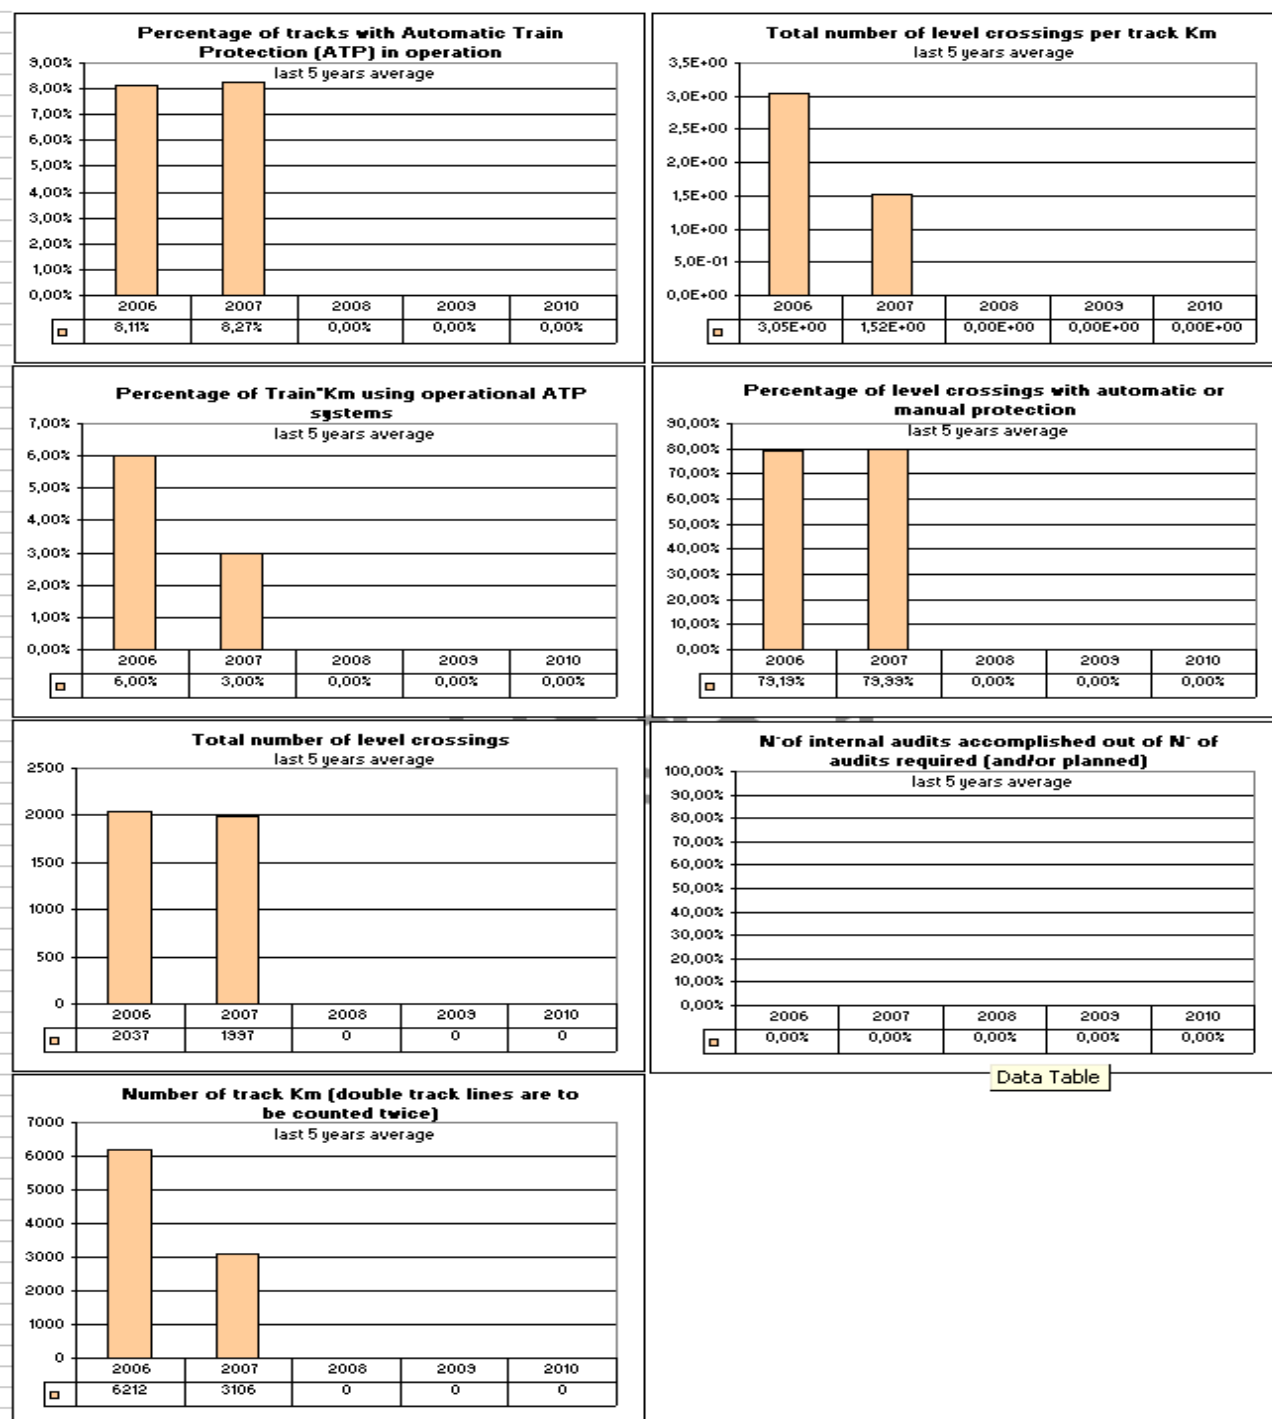 Percentage of tracks with Automatic Train
Protection (ATP) in operation
last 5 years average
9,00%
8,00%
7,00%
6,00%
5,00%
4,00%
3,00%
2,00%
1,00%
0,00%
2006 2007 2008 2009 2010
8,11% 8,27% 0,00% 0,00% 0,00%
Total number of level crossings per track Km
last 5 years average
3,5E+00
3,0E+00
2,5E+00
2,0E+00
1,5E+00
1,0E+00
5,0E-01
0,0E+00
2006 2007 2008 2009 2010
3,05E+00 1,52E+00 0,00E+00 0,00E+00 0,00E+00
Percentage of Train*Km using operational ATP
systems
last 5 years average
7,00%
6,00%
5,00%
4,00%
3,00%
2,00%
1,00%
0,00%
2006 2007 2008 2009 2010
6,00% 3,00% 0,00% 0,00% 0,00%
Percentage of level crossings with automatic or
manual protection
last 5 years average
90,00%
80,00%
70,00%
60,00%
50,00%
40,00%
30,00%
20,00%
10,00%
0,00%
2006 2007 2008 2009 2010
79,19% 79,99% 0,00% 0,00% 0,00%
Total number of level crossings
last 5 years average
2500
2000
1500
1000
500
0
2006 2007 2008 2009 2010
2037 1997 0 0 0
N° of internal audits accomplished out of N° of
audits required (and/or planned)
last 5 years average
100,00%
90,00%
80,00%
70,00%
60,00%
50,00%
40,00%
30,00%
20,00%
10,00%
0,00%
2006 2007 2008 2009 2010
0,00% 0,00% 0,00% 0,00% 0,00%
Data Table
Number of track Km (double track lines are to
be counted twice)
last 5 years average
7000
6000
5000
4000
3000
2000
1000
0
2006 2007 2008 2009 2010
6212 3106 0 0 0